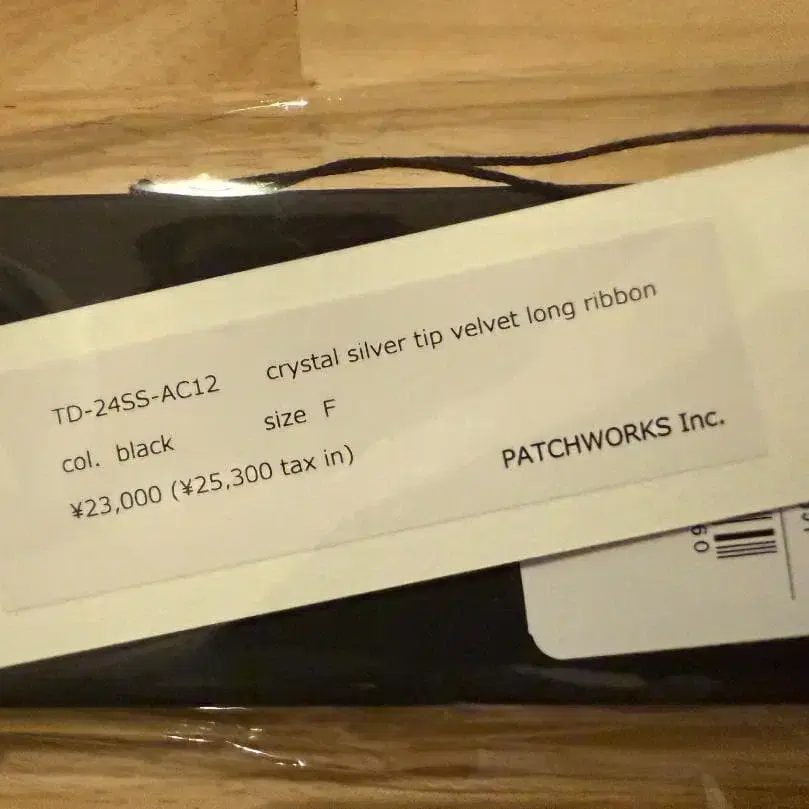 TD-24SS-AC12 crystal silver tip velvet long ribbon
col. black size F
¥23,000 (¥25,300 tax in)
PATCHWORKS Inc.